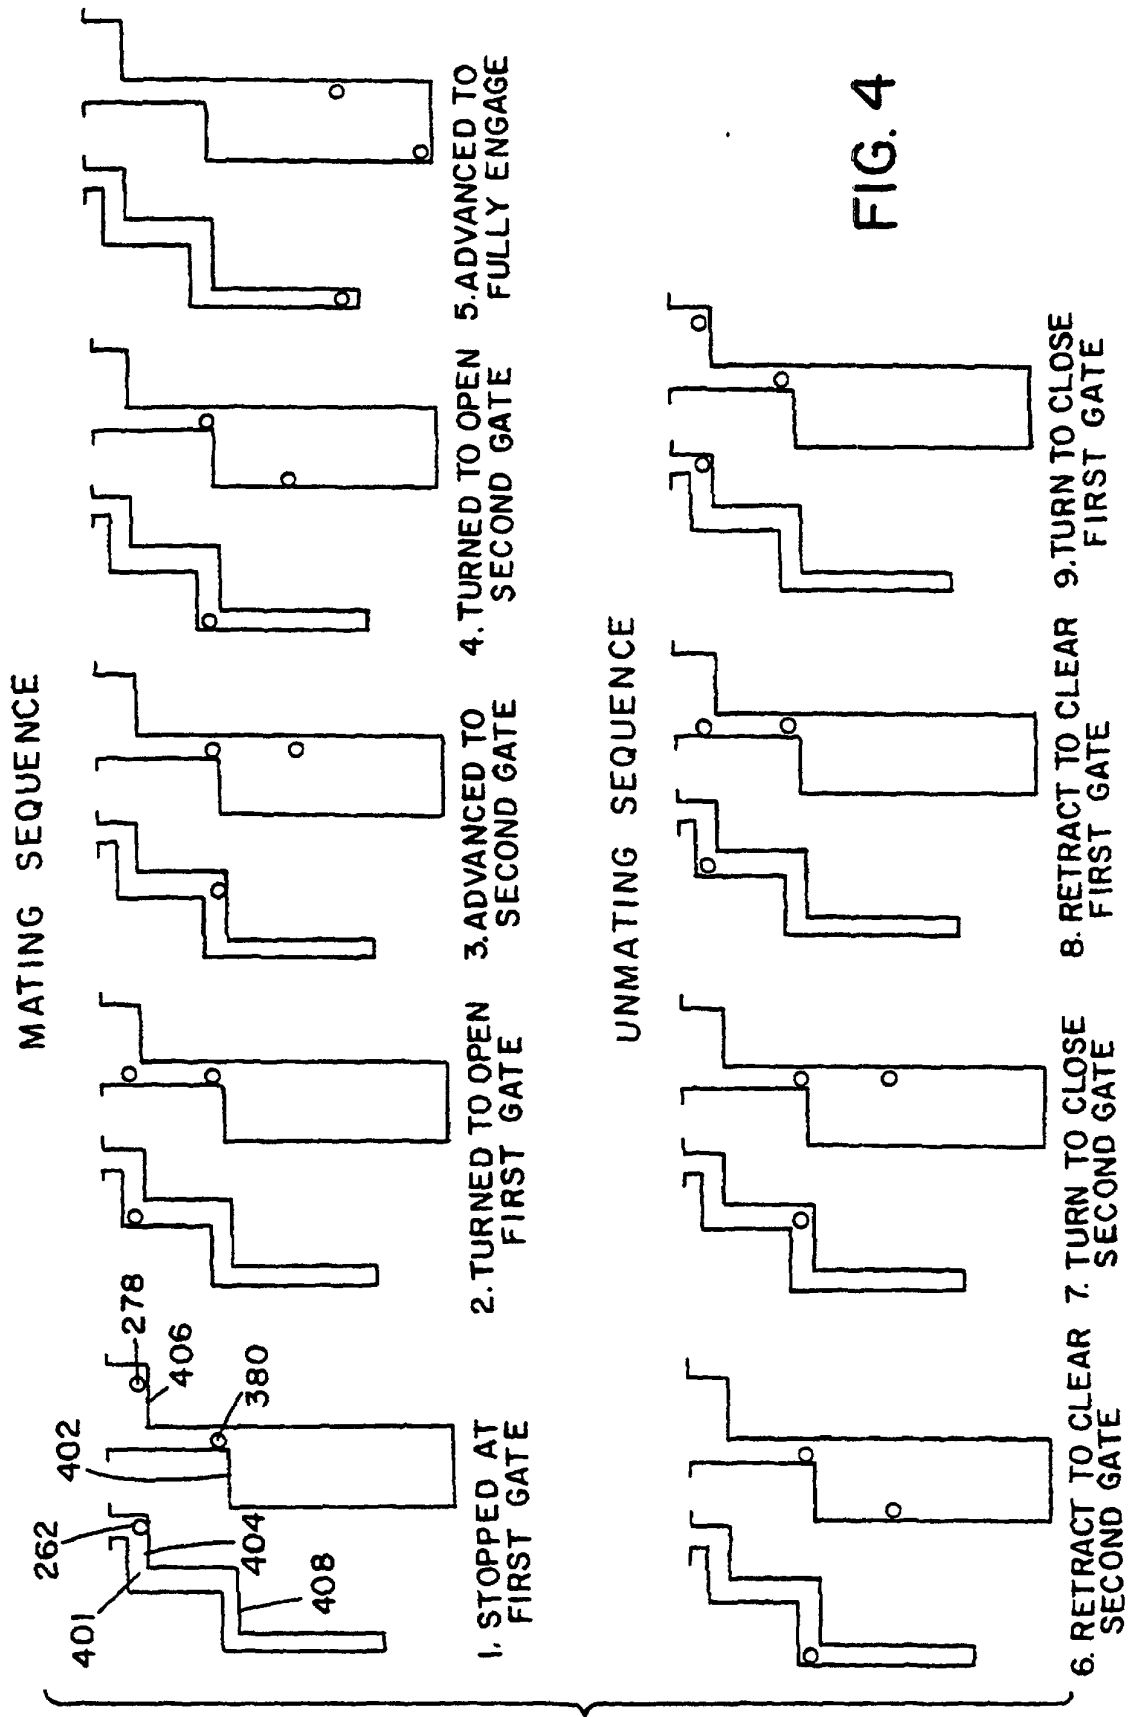 MATING SEQUENCE
401
262
404
408
402
278
406
380
1. STOPPED AT
FIRST GATE
2. TURNED TO OPEN
FIRST GATE
3. ADVANCED TO
SECOND GATE
4. TURNED TO OPEN
SECOND GATE
5. ADVANCED TO
FULLY ENGAGE
UNMATING SEQUENCE
6. RETRACT TO CLEAR
SECOND GATE
7. TURN TO CLOSE
SECOND GATE
8. RETRACT TO CLEAR
FIRST GATE
9. TURN TO CLOSE
FIRST GATE
FIG. 4